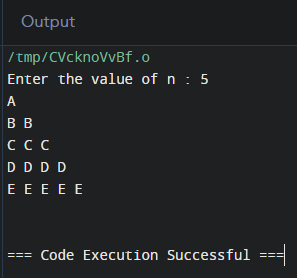 Output
/tmp/CVcknoVvBf.o
Enter the value of n : 5
A
B B
C C C
D D D D
E E E E E
=== Code Execution Successful ===